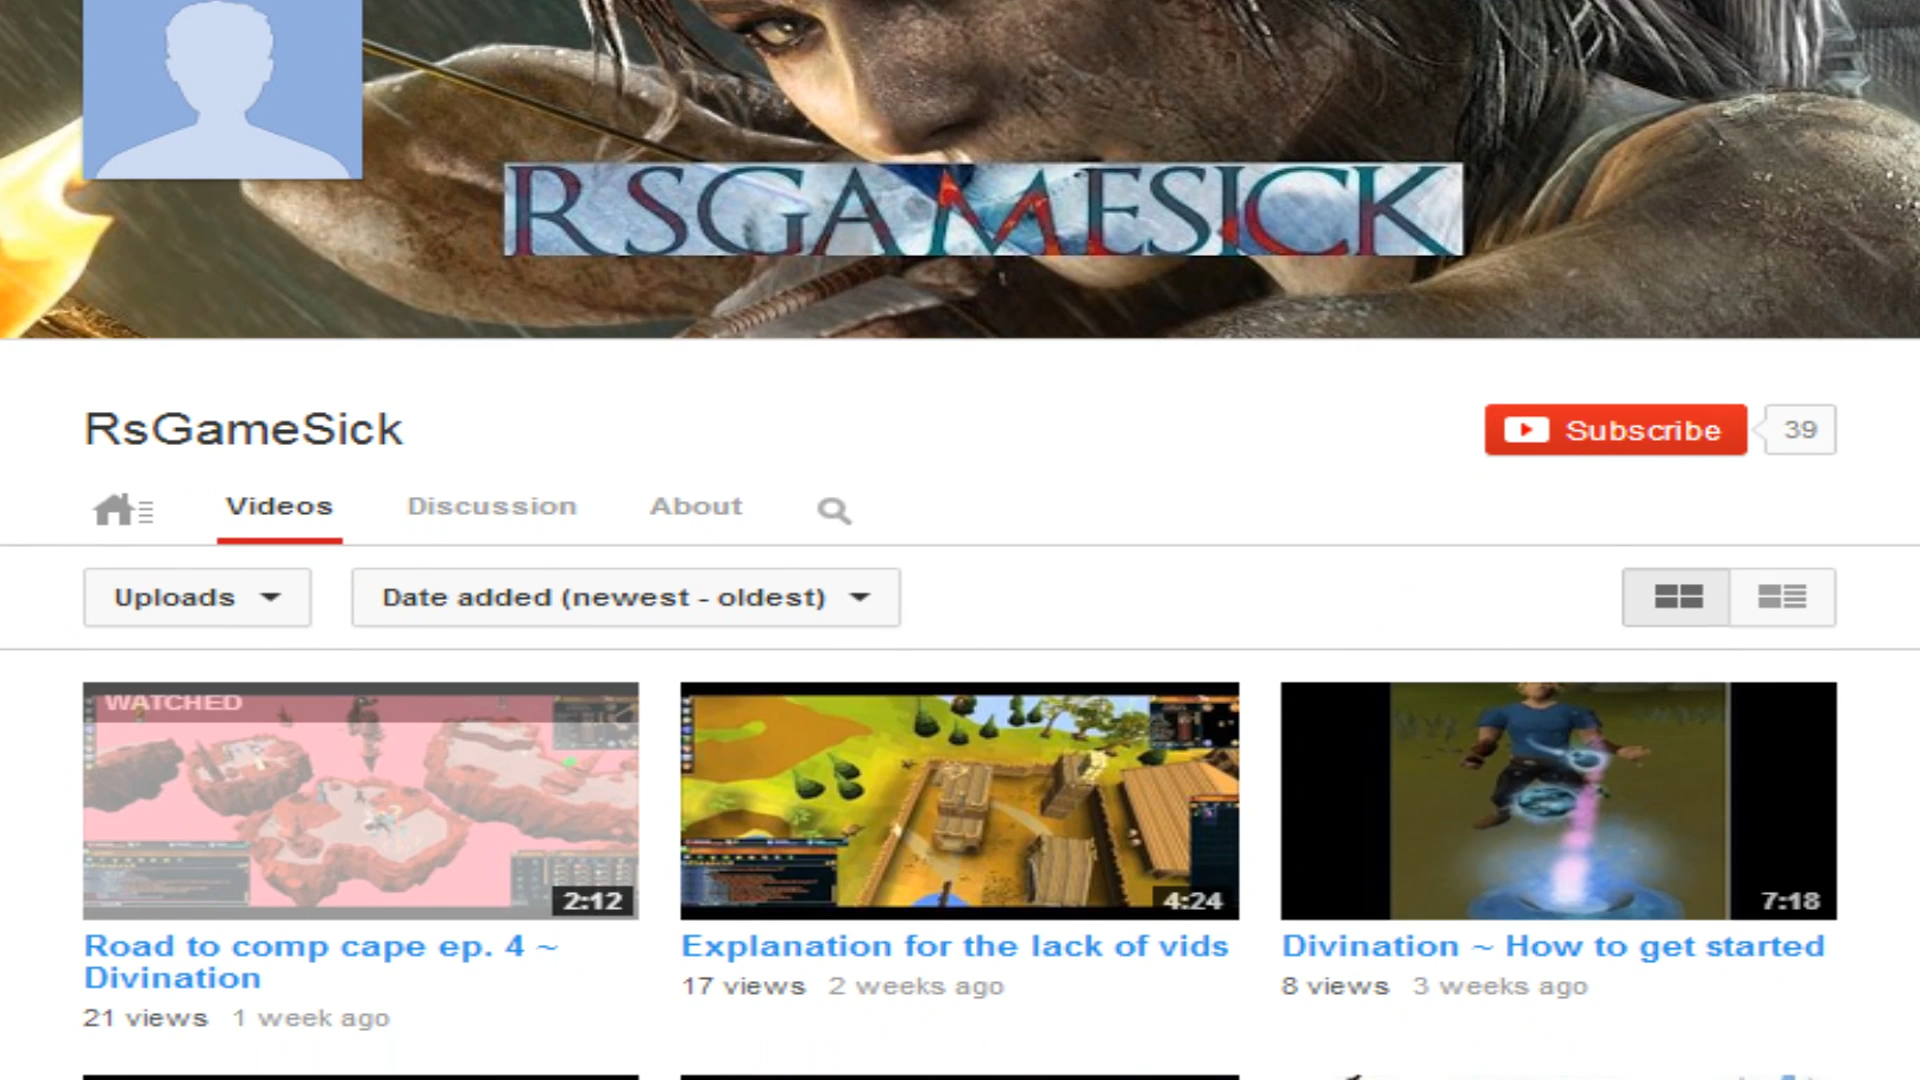 RSGAMESICK
RsGameSick
Subscribe
39
Videos
Discussion
About
Uploads
Date added (newest - oldest)
WATCHED
2:12
4:24
7:18
Road to comp cape ep. 4 ~
Divination
21 views 1 week ago
Explanation for the lack of vids
17 views 2 weeks ago
Divination ~ How to get started
8 views 3 weeks ago